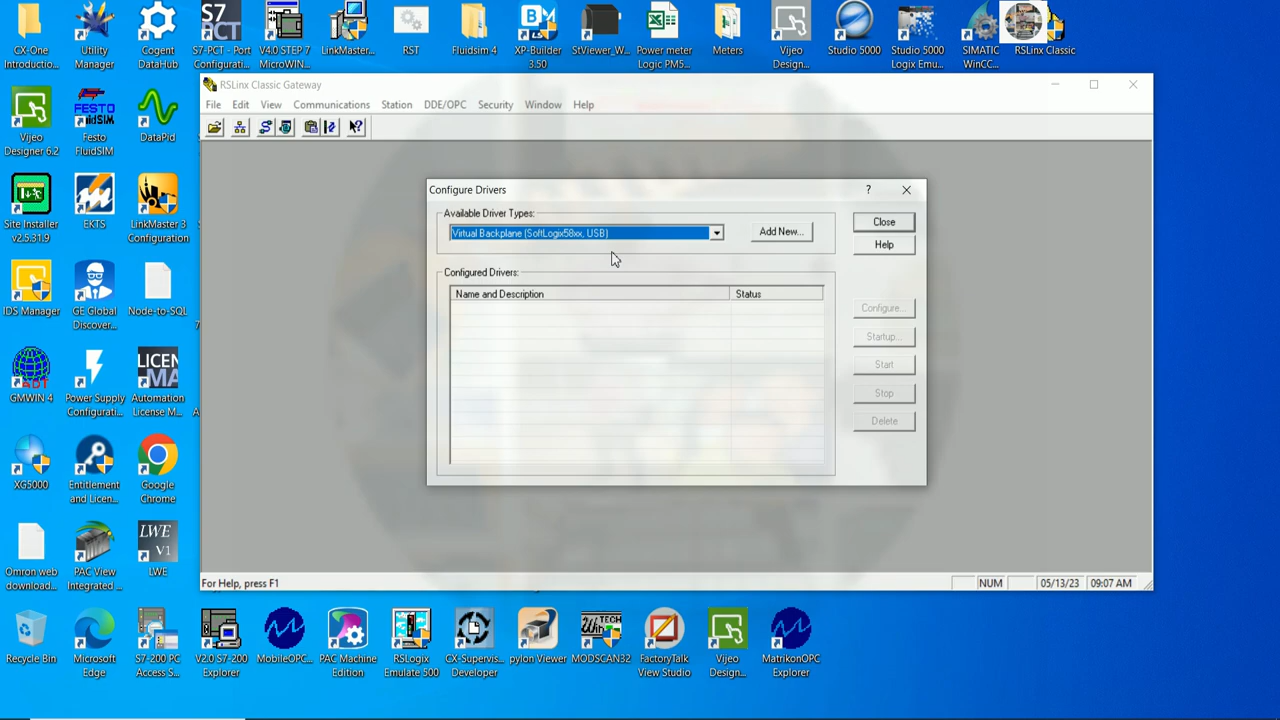 CX-One
Introductio...
Utility
Manager
Cogent
DataHub
S7-PCT - Port
Configurati...
V4.0 STEP 7
MicroWIN...
LinkMaster...
RST
Fluidsim 4
XP-Builder
3.50
StViewer_W...
Power meter
Logic PM5...
Meters
Vijeo
Design...
Studio 5000
Studio 5000
Logix Emu...
SIMATIC
WinCC...
RSLinx Classic
RSLinx Classic Gateway
File Edit View Communications Station DDE/OPC Security Window Help
Vijeo
Designer 6.2
Festo
FluidSIM
DataPid
Configure Drivers
Available Driver Types:
Virtual Backplane (SoftLogix58xx, USB)
Add New...
Close
Help
Configured Drivers:
Name and Description
Status
Configure...
Startup...
Start
Stop
Delete
Site Installer
v2.5.31.9
EKTS
LinkMaster 3
Configuration
IDS Manager
GE Global
Discover...
Node-to-SQL
GMWIN 4
Power Supply
Configurati...
Automation
License M...
XG5000
Entitlement
and Licen...
Google
Chrome
Omron web
download...
PAC View
Integrated ...
LWE
For Help, press F1
NUM
05/13/23
09:07 AM
Recycle Bin
Microsoft
Edge
S7-200 PC
Access S...
V2.0 S7-200
Explorer
MobileOPC...
PAC Machine
Edition
RSLogix
Emulate 500
CX-Supervis...
Developer
pylon Viewer
MODSCAN32
FactoryTalk
View Studio
Vijeo
Design...
MatrikonOPC
Explorer